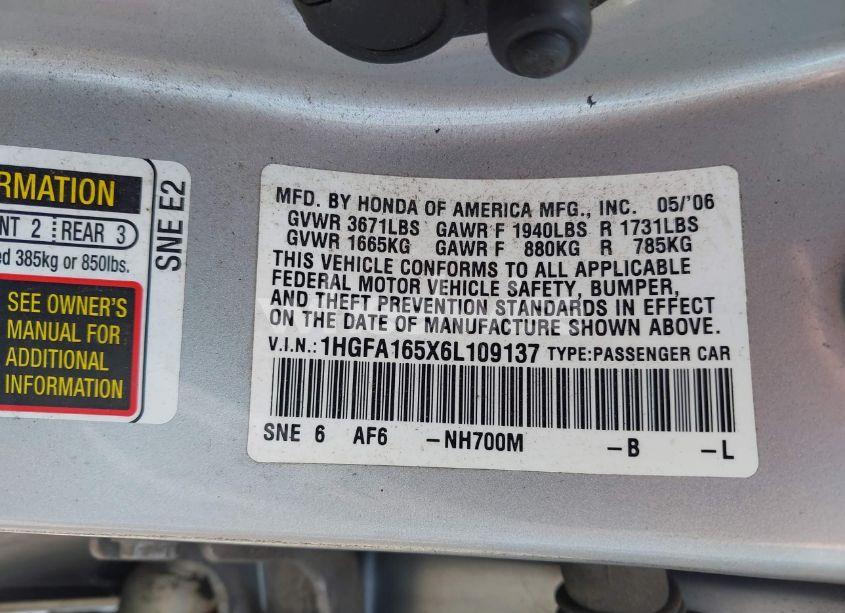 RMATION
NT 2 REAR 3
ed 385kg or 850lbs.
SEE OWNER'S
MANUAL FOR
ADDITIONAL
INFORMATION
SNE E2
MFD. BY HONDA OF AMERICA MFG., INC. 05/'06
GVWR 3671LBS GAWR F 1940LBS R 1731LBS
GVWR 1665KG GAWR F 880KG R 785KG
THIS VEHICLE CONFORMS TO ALL APPLICABLE
FEDERAL MOTOR VEHICLE SAFETY, BUMPER,
AND THEFT PREVENTION STANDARDS IN EFFECT
ON THE DATE OF MANUFACTURE SHOWN ABOVE.
V.I.N.: 1HGFA165X6L109137 TYPE:PASSENGER CAR
SNE 6 AF6 -NH700M -B -L